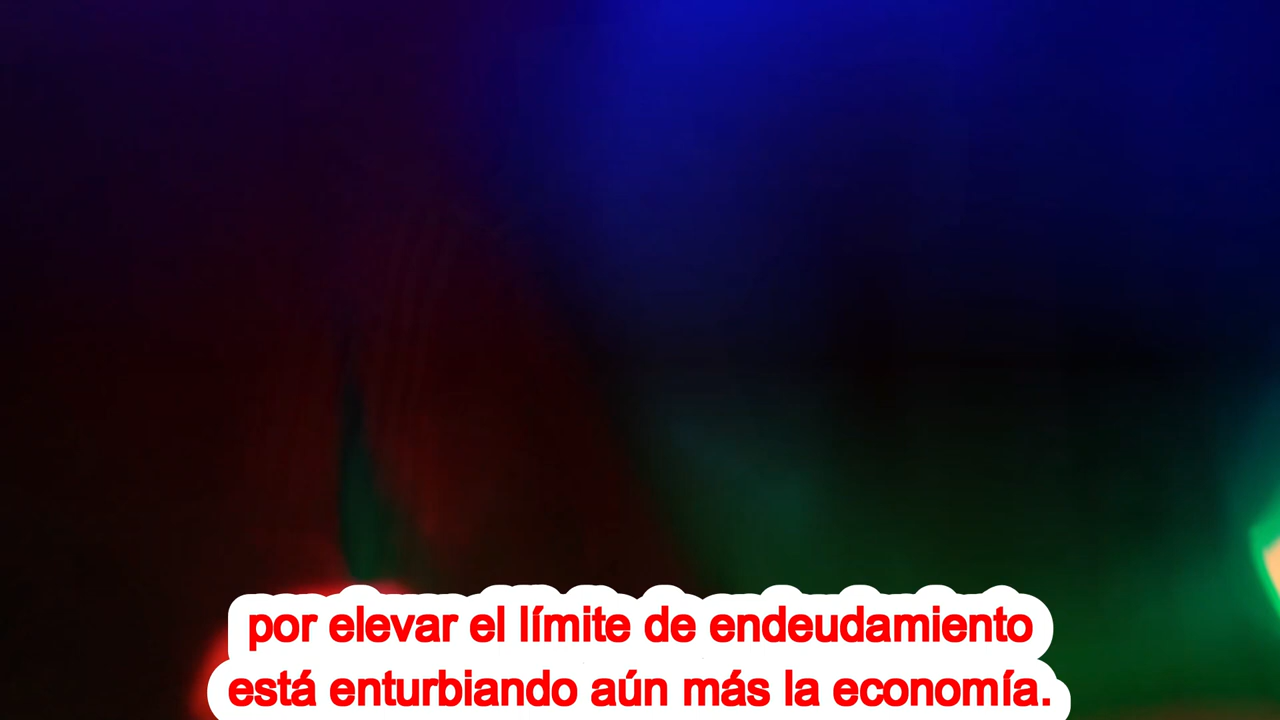 por elevar el límite de endeudamiento
está enturbiando aún más la economía.